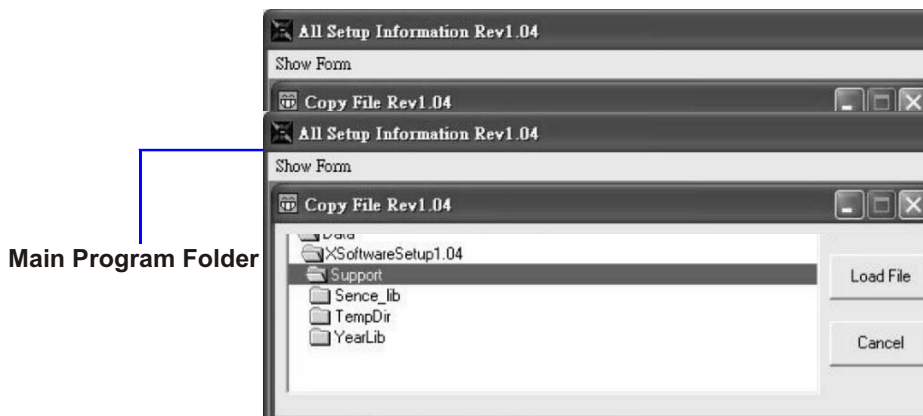 All Setup Information Rev1.04
Show Form
Copy File Rev1.04
All Setup Information Rev1.04
Show Form
Copy File Rev1.04
Data
XSoftwareSetup1.04
Support
Sence_lib
TempDir
YearLib
Load File
Cancel
Main Program Folder